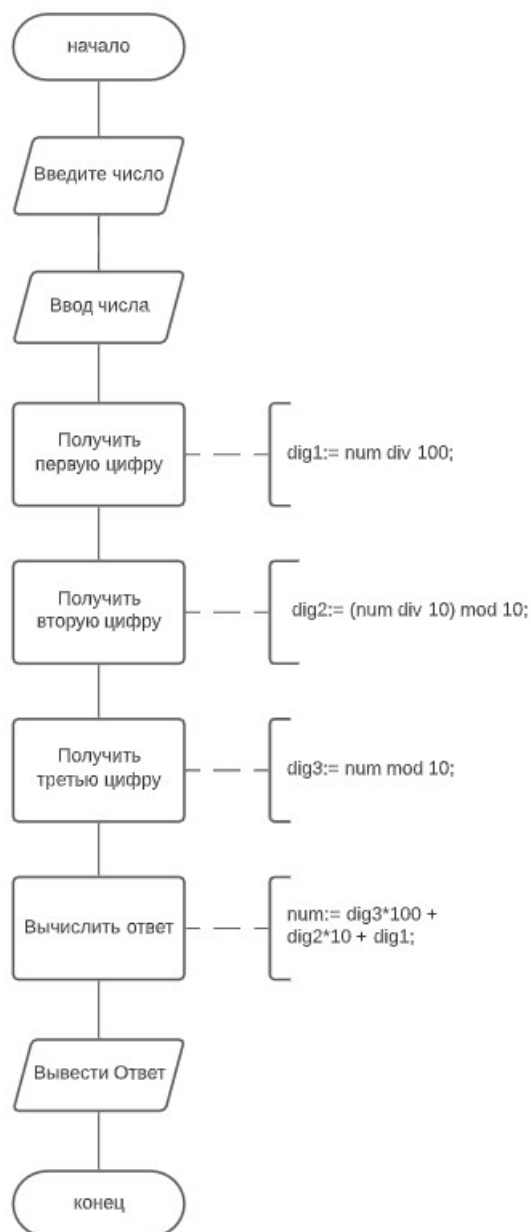 начало
Введите число
Ввод числа
Получить
первую цифру
dig1:= num div 100;
Получить
вторую цифру
dig2:= (num div 10) mod 10;
Получить
третью цифру
dig3:= num mod 10;
Вычислить ответ
num:= dig3*100 +
dig2*10 + dig1;
Вывести Ответ
конец